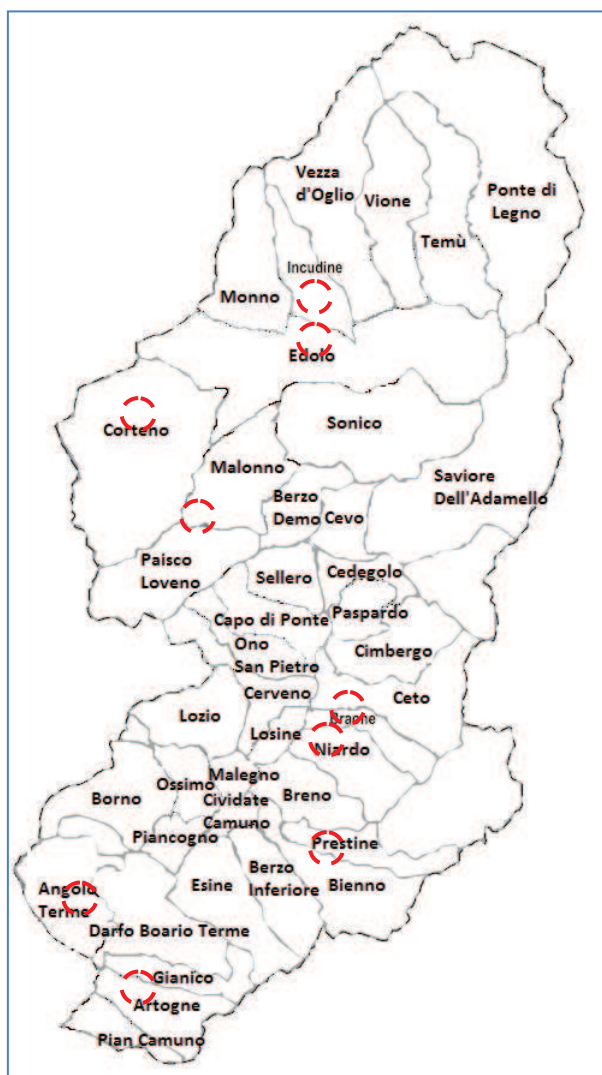 Vezza
d'Oglio
Vione
Ponte di
Legno
Temù
Incudine
Monno
Edolo
Corteno
Sonico
Malonno
Saviore
Dell'Adamello
Berzo
Demo
Cevo
Paisco
Loveno
Sellero
Cedegolo
Paspardo
Capo di Ponte
Ono
San Pietro
Cimbergo
Cerveno
Ceto
Lozio
Braone
Losine
Niardo
Malegno
Ossimo
Borno
Cividate
Camuno
Breno
Piancogno
Prestine
Berzo
Inferiore
Esine
Bienno
Angolo
Terme
Darfo Boario Terme
Gianico
Artogne
Pian Camuno